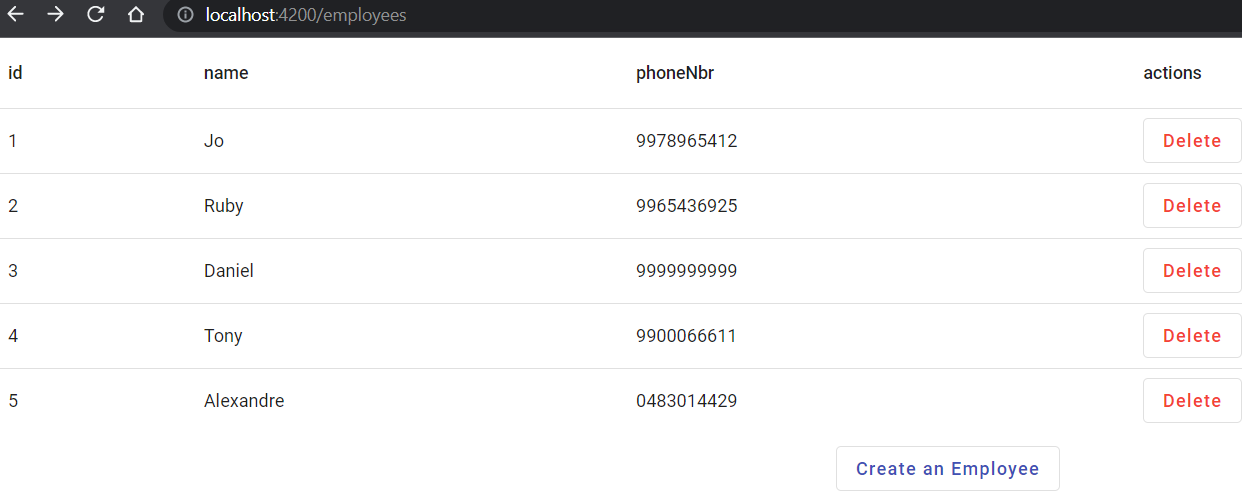 localhost:4200/employees
id name phoneNbr actions
1 Jo 9978965412 Delete
2 Ruby 9965436925 Delete
3 Daniel 9999999999 Delete
4 Tony 9900066611 Delete
5 Alexandre 0483014429 Delete
Create an Employee